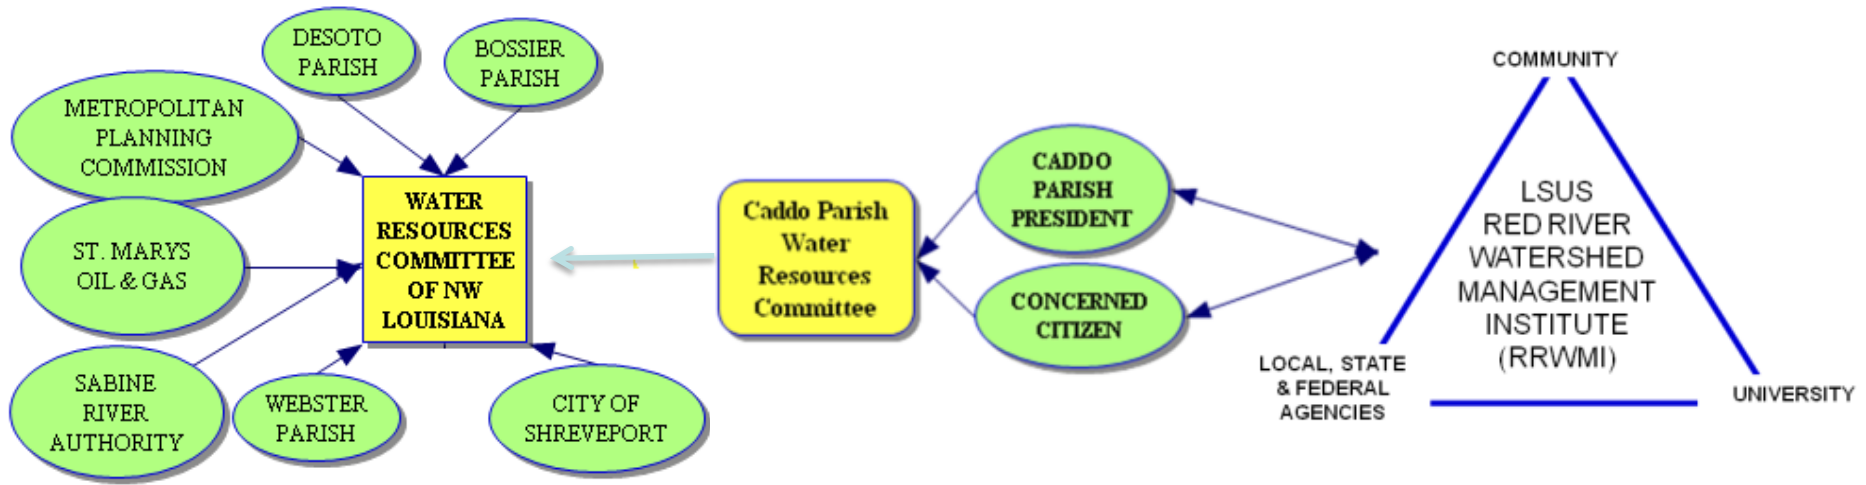 DESOTO
PARISH
BOSSIER
PARISH
METROPOLITAN
PLANNING
COMMISSION
ST. MARYS
OIL & GAS
SABINE
RIVER
AUTHORITY
WEBSTER
PARISH
CITY OF
SHREVEPORT
WATER
RESOURCES
COMMITTEE
OF NW
LOUISIANA
Caddo Parish
Water
Resources
Committee
CADDO
PARISH
PRESIDENT
CONCERNED
CITIZEN
COMMUNITY
LSUS
RED RIVER
WATERSHED
MANAGEMENT
INSTITUTE
(RRWMI)
LOCAL, STATE
& FEDERAL
AGENCIES
UNIVERSITY